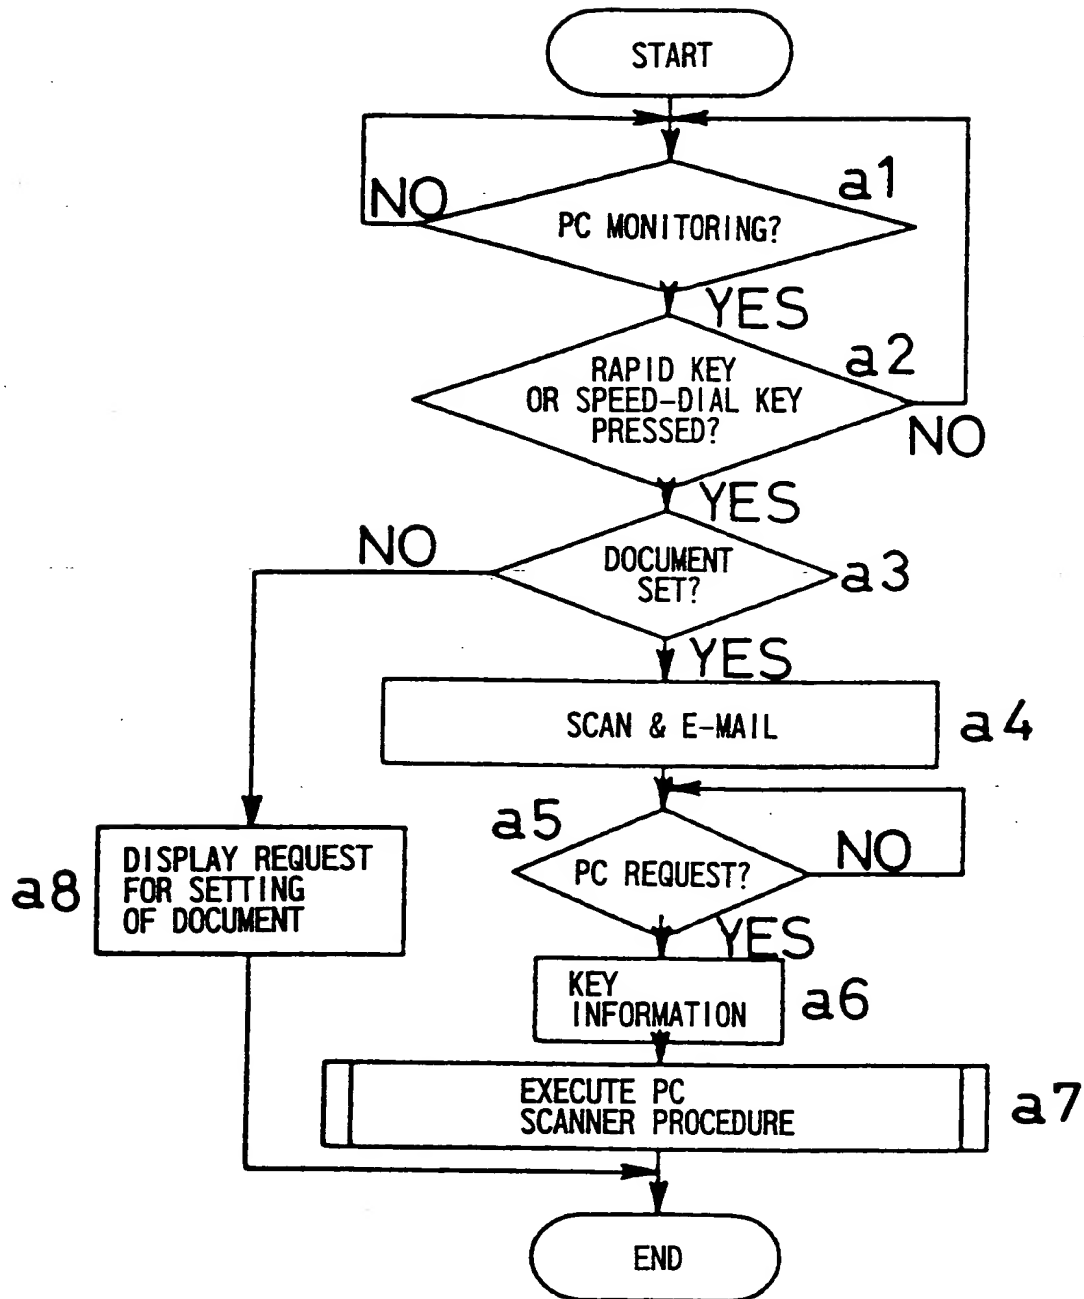 START
a1
NO
PC MONITORING?
YES
a2
RAPID KEY
OR SPEED-DIAL KEY
PRESSED?
NO
YES
NO
DOCUMENT
SET?
a3
YES
SCAN & E-MAIL
a4
a5
PC REQUEST?
NO
YES
a8
DISPLAY REQUEST
FOR SETTING
OF DOCUMENT
KEY
INFORMATION
a6
EXECUTE PC
SCANNER PROCEDURE
a7
END